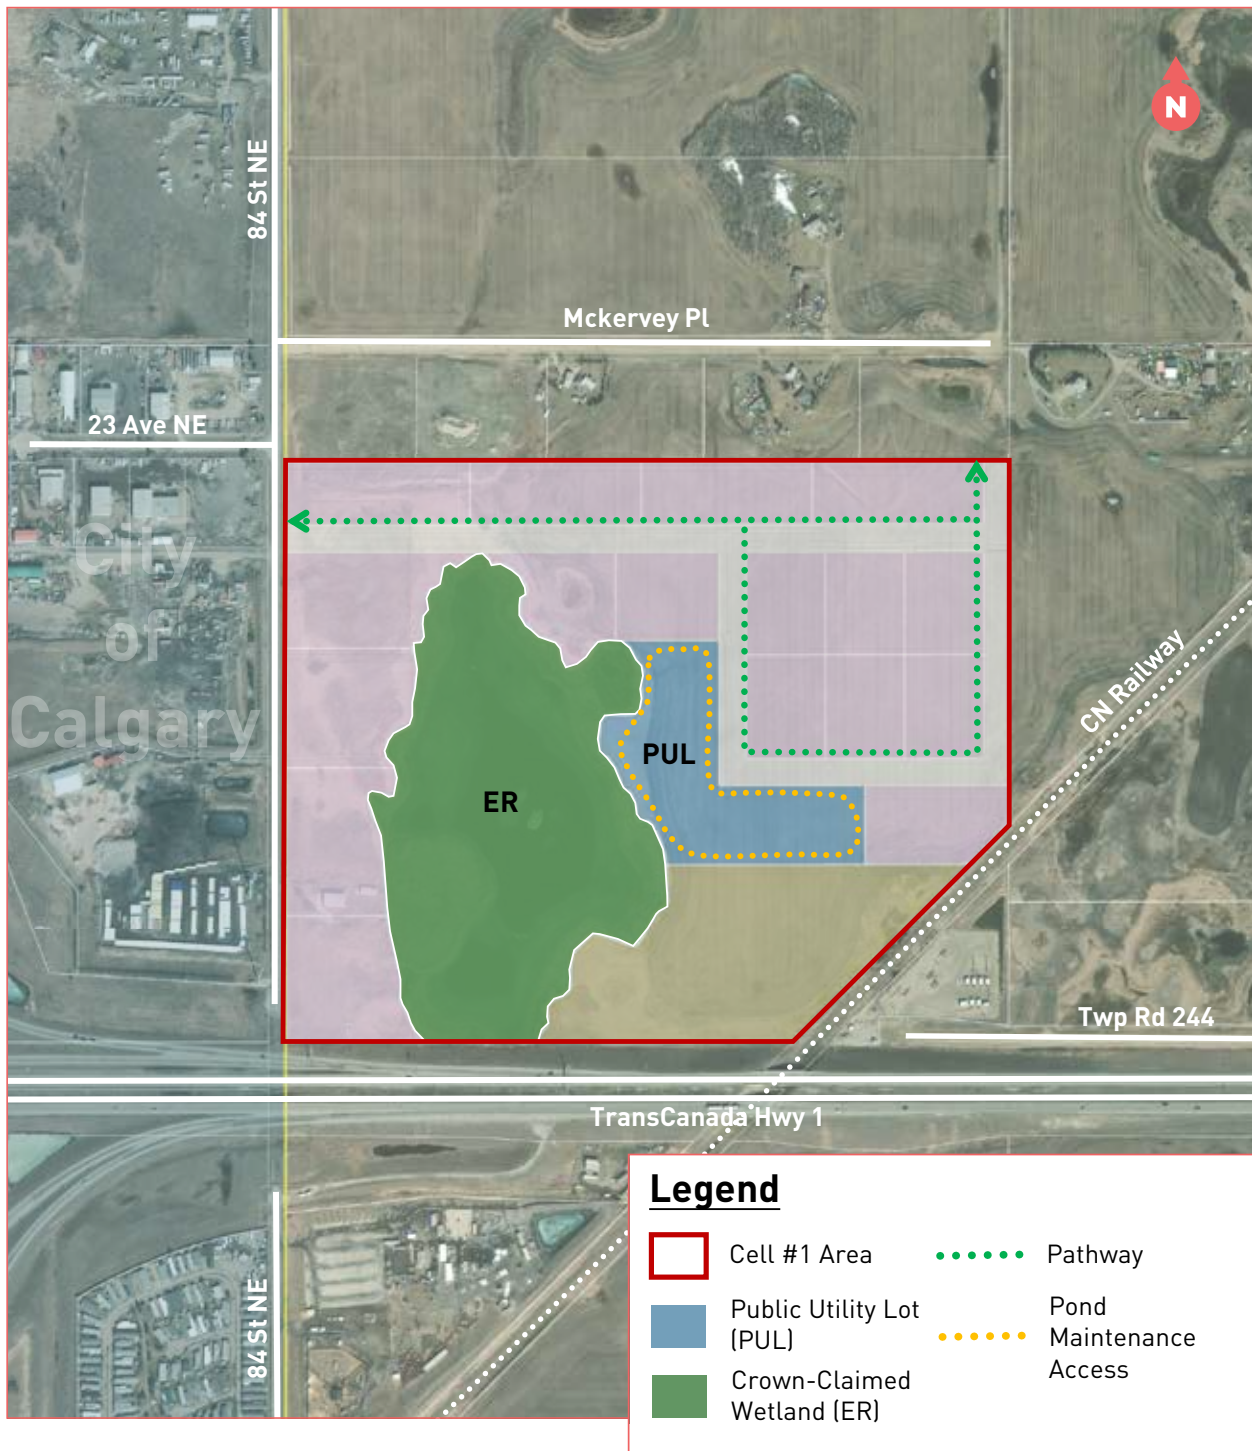 N
84 St NE
Mckervey Pl
23 Ave NE
City
of
Calgary
CN Railway
PUL
ER
Twp Rd 244
TransCanada Hwy 1
84 St NE
Legend
Cell #1 Area
Pathway
Public Utility Lot
(PUL)
Pond
Maintenance
Access
Crown-Claimed
Wetland (ER)